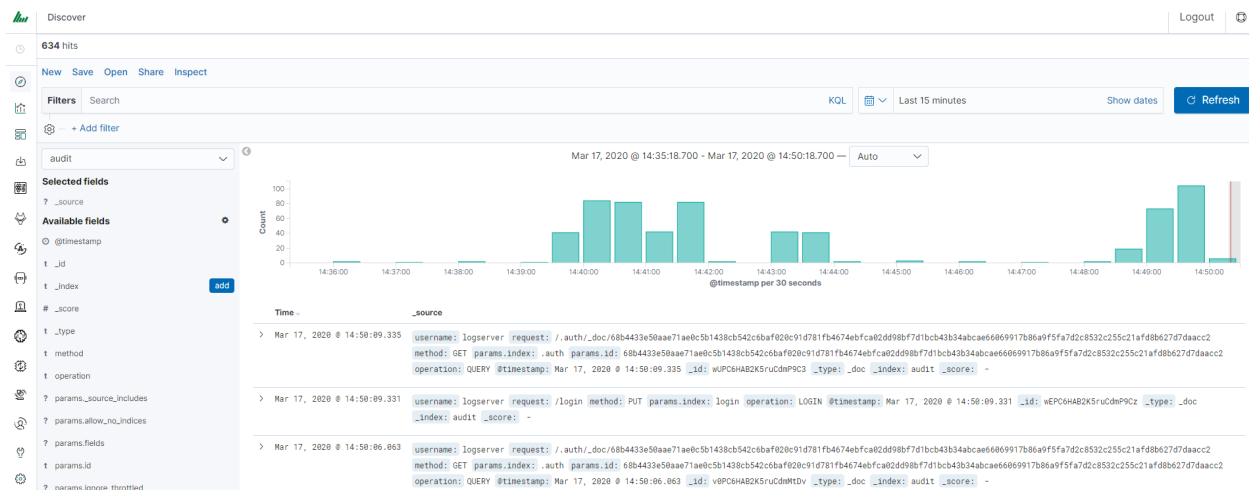 Discover
Logout
634 hits
New Save Open Share Inspect
Filters Search KQL Last 15 minutes Show dates Refresh
+ Add filter
audit
Selected fields
? _source
Available fields
@timestamp
t _id
t _index add
# _score
t _type
t method
t operation
? params._source_includes
? params.allow_no_indices
? params.fields
t params.id
? params.ignore_throttled
Mar 17, 2020 @ 14:35:18.700 - Mar 17, 2020 @ 14:50:18.700 — Auto
Count
100
80
60
40
20
0
14:36:00 14:37:00 14:38:00 14:39:00 14:40:00 14:41:00 14:42:00 14:43:00 14:44:00 14:45:00 14:46:00 14:47:00 14:48:00 14:49:00 14:50:00
@timestamp per 30 seconds
Time _source
Mar 17, 2020 @ 14:50:09.335 username: logserver request: /.auth/_doc/68b4433e50aae71ae0c5b1438cb542c6baf020c91d781fb4674ebfca02dd98bf7d1bcb43b34abcae66069917b86a9f5fa7d2c8532c255c21afd8b627d7daacc2
method: GET params.index: .auth params.id: 68b4433e50aae71ae0c5b1438cb542c6baf020c91d781fb4674ebfca02dd98bf7d1bcb43b34abcae66069917b86a9f5fa7d2c8532c255c21afd8b627d7daacc2
operation: QUERY @timestamp: Mar 17, 2020 @ 14:50:09.335 _id: wUPC6HAB2K5ruCdmP9C3 _type: _doc _index: audit _score: -
Mar 17, 2020 @ 14:50:09.331 username: logserver request: /login method: PUT params.index: login operation: LOGIN @timestamp: Mar 17, 2020 @ 14:50:09.331 _id: wEPC6HAB2K5ruCdmP9Cz _type: _doc
_index: audit _score: -
Mar 17, 2020 @ 14:50:06.063 username: logserver request: /.auth/_doc/68b4433e50aae71ae0c5b1438cb542c6baf020c91d781fb4674ebfca02dd98bf7d1bcb43b34abcae66069917b86a9f5fa7d2c8532c255c21afd8b627d7daacc2
method: GET params.index: .auth params.id: 68b4433e50aae71ae0c5b1438cb542c6baf020c91d781fb4674ebfca02dd98bf7d1bcb43b34abcae66069917b86a9f5fa7d2c8532c255c21afd8b627d7daacc2
operation: QUERY @timestamp: Mar 17, 2020 @ 14:50:06.063 _id: v0PC6HAB2K5ruCdmMtDv _type: _doc _index: audit _score: -